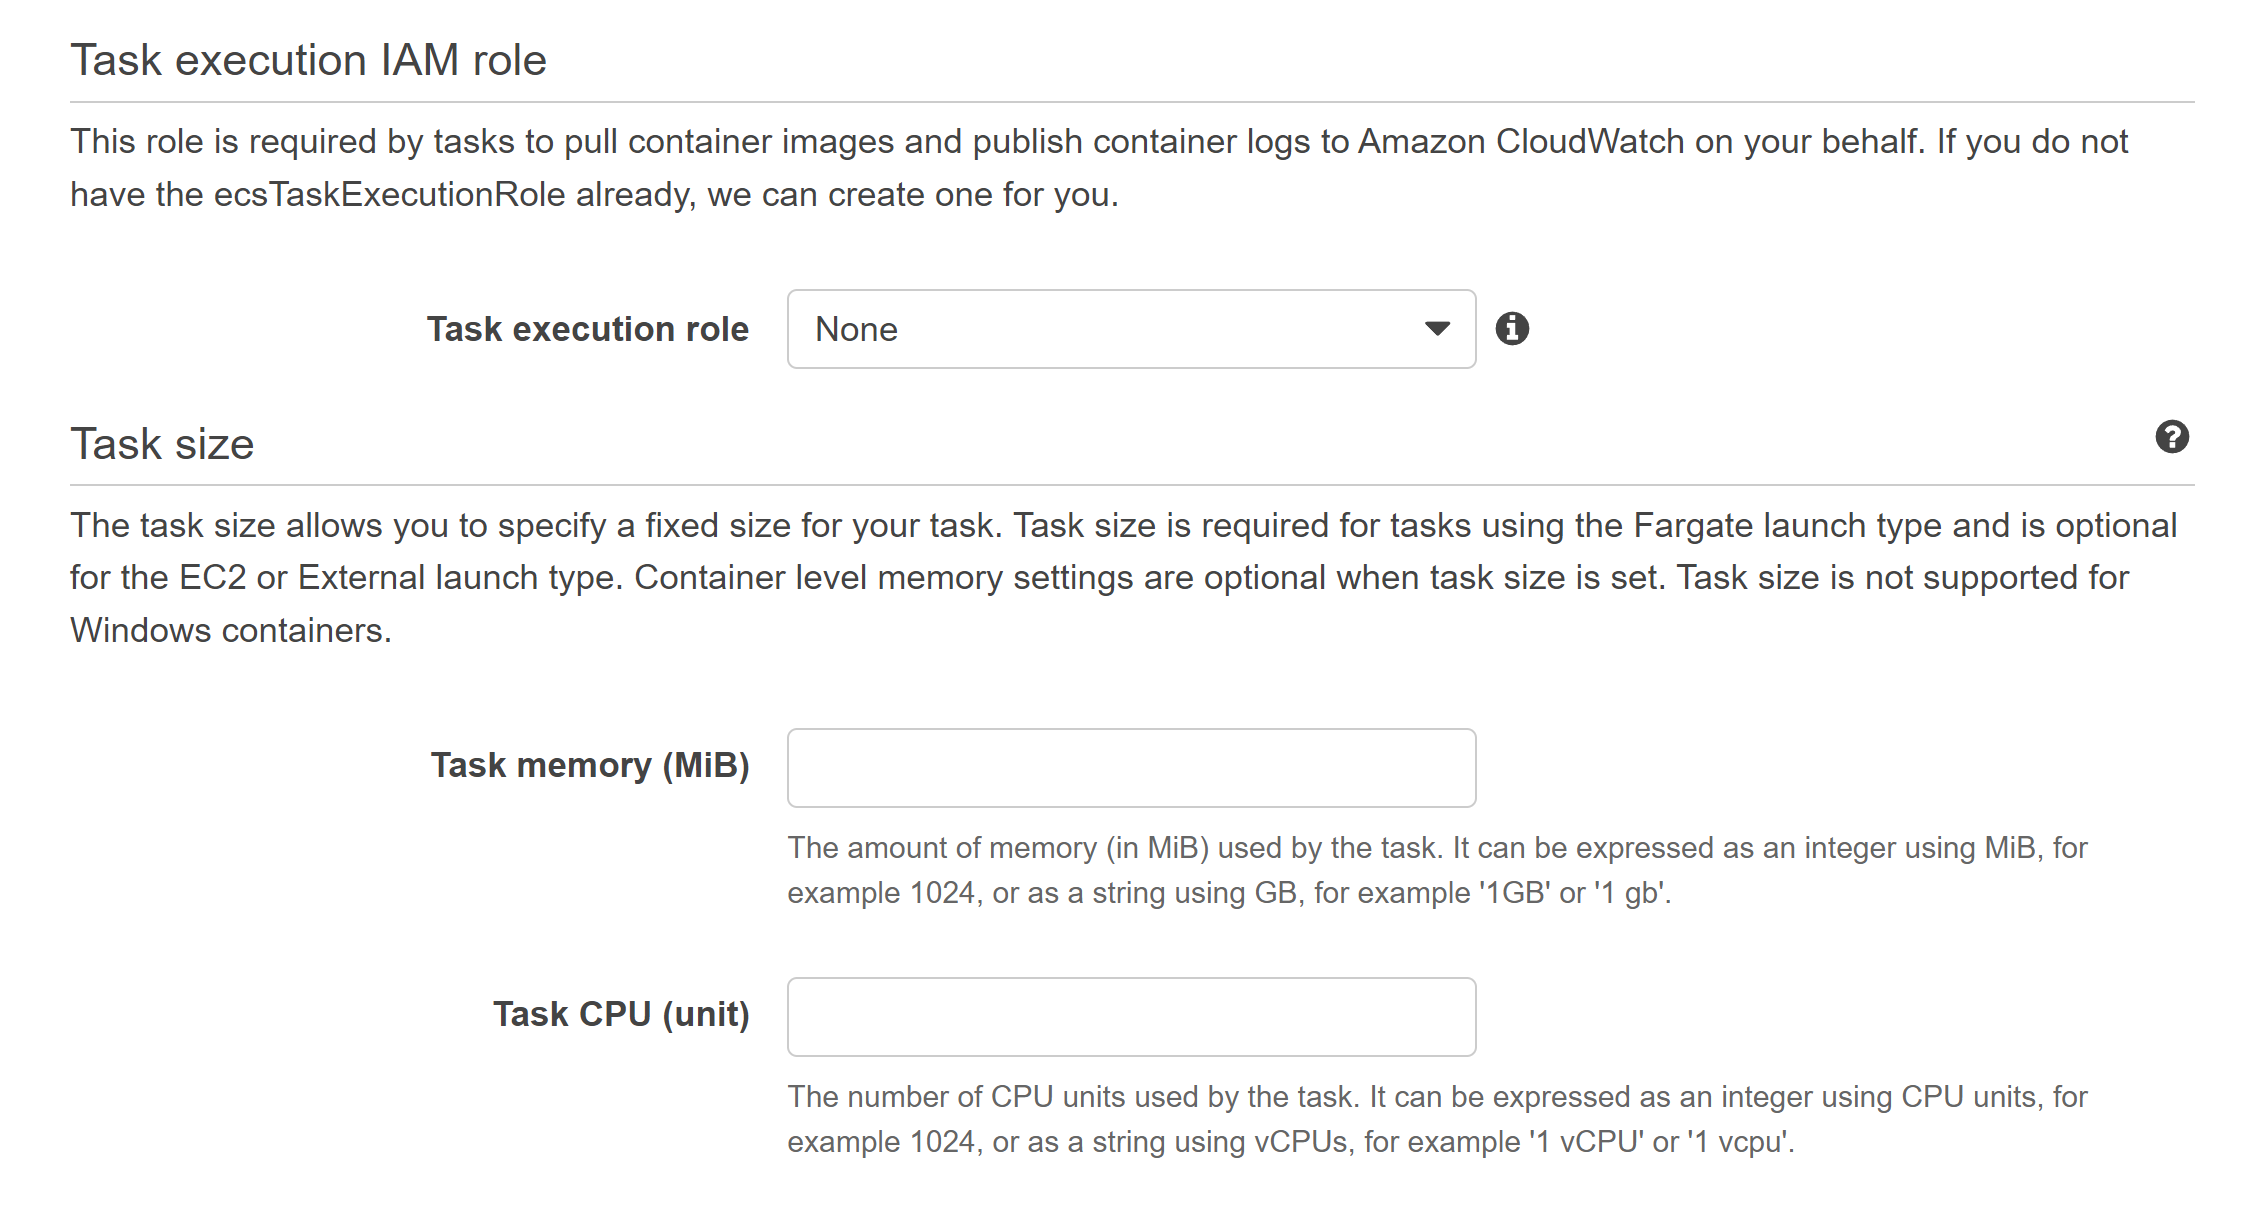 Task execution IAM role
This role is required by tasks to pull container images and publish container logs to Amazon CloudWatch on your behalf. If you do not
have the ecsTaskExecutionRole already, we can create one for you.
Task execution role
None
Task size
The task size allows you to specify a fixed size for your task. Task size is required for tasks using the Fargate launch type and is optional
for the EC2 or External launch type. Container level memory settings are optional when task size is set. Task size is not supported for
Windows containers.
Task memory (MiB)
The amount of memory (in MiB) used by the task. It can be expressed as an integer using MiB, for
example 1024, or as a string using GB, for example '1GB' or '1 gb'.
Task CPU (unit)
The number of CPU units used by the task. It can be expressed as an integer using CPU units, for
example 1024, or as a string using vCPUs, for example '1 vCPU' or '1 vcpu'.